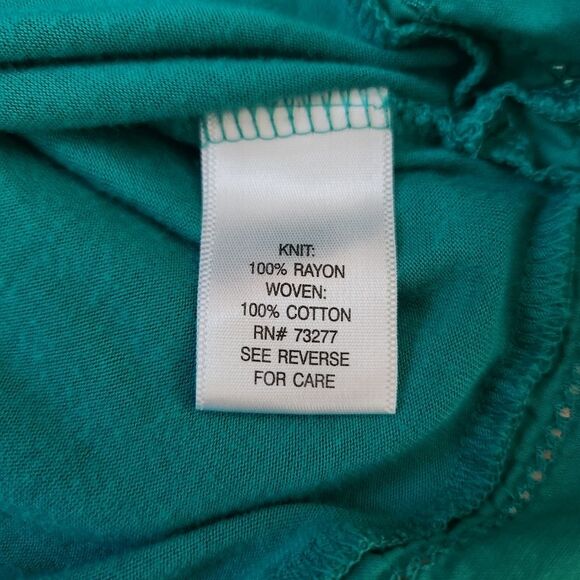 KNIT:
100% RAYON
WOVEN:
100% COTTON
RN# 73277
SEE REVERSE
FOR CARE